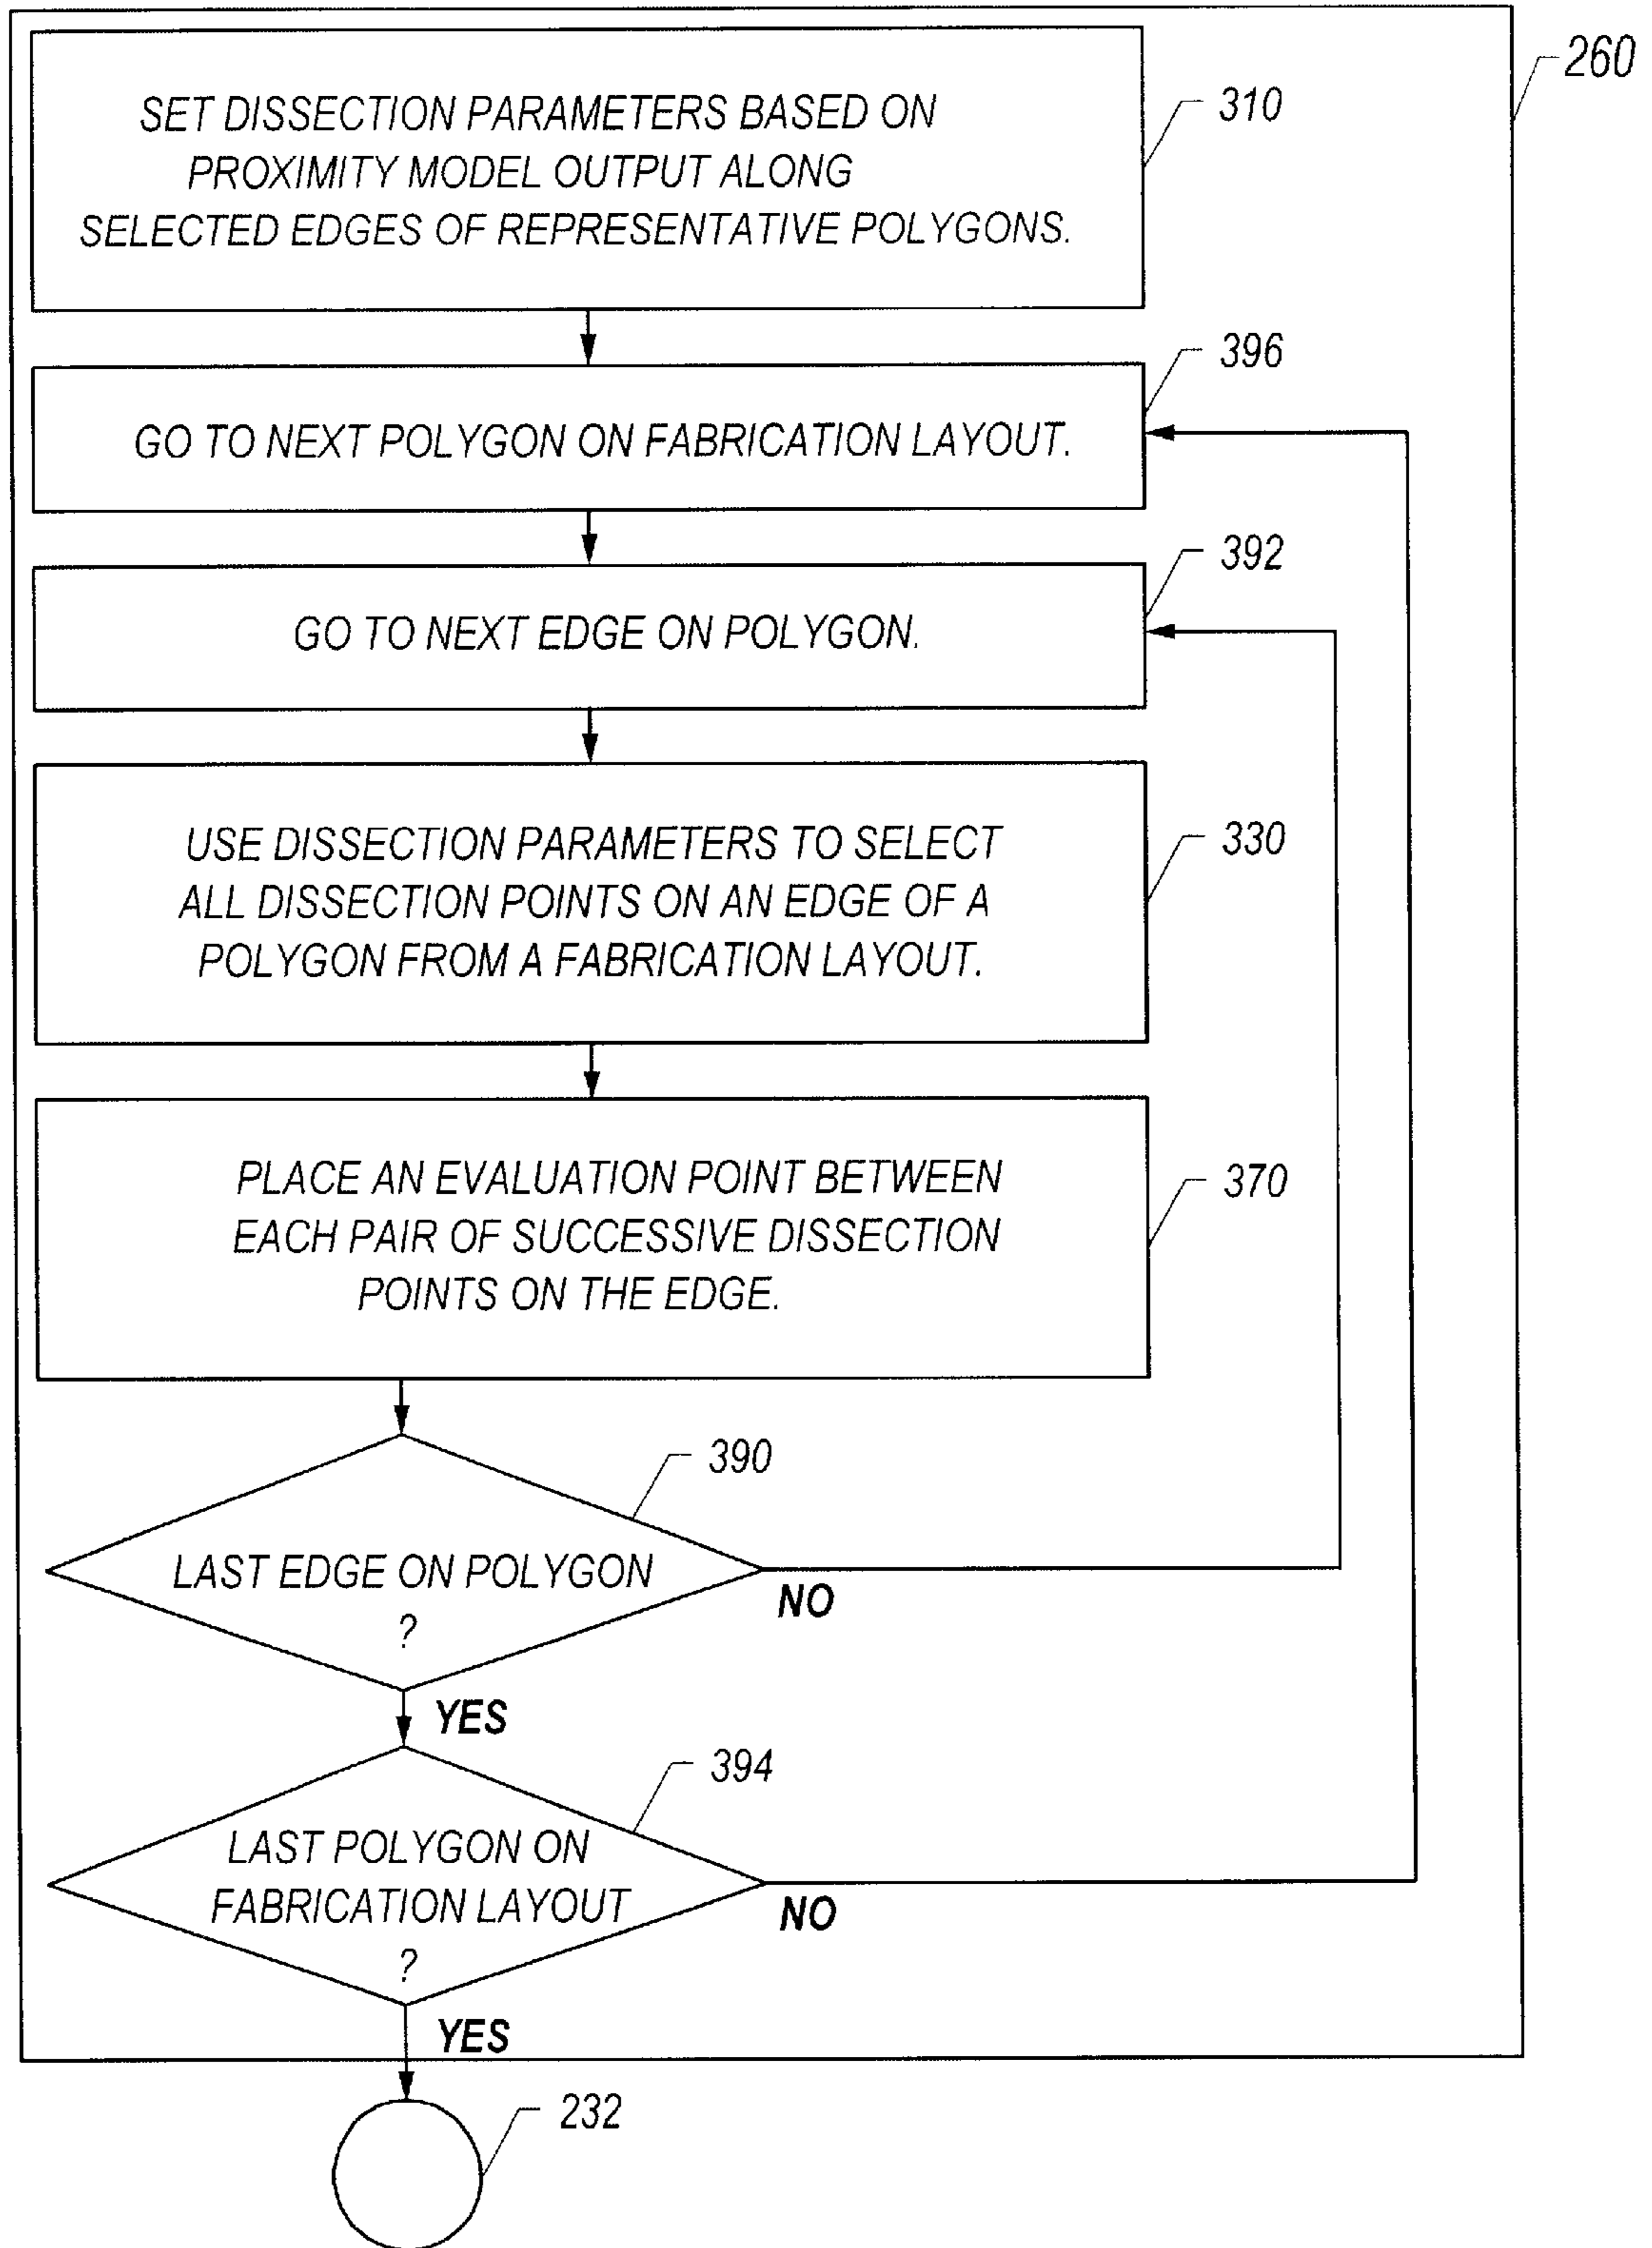 260
SET DISSECTION PARAMETERS BASED ON
PROXIMITY MODEL OUTPUT ALONG
SELECTED EDGES OF REPRESENTATIVE POLYGONS.
310
396
GO TO NEXT POLYGON ON FABRICATION LAYOUT.
392
GO TO NEXT EDGE ON POLYGON.
USE DISSECTION PARAMETERS TO SELECT
ALL DISSECTION POINTS ON AN EDGE OF A
POLYGON FROM A FABRICATION LAYOUT.
330
PLACE AN EVALUATION POINT BETWEEN
EACH PAIR OF SUCCESSIVE DISSECTION
POINTS ON THE EDGE.
370
390
LAST EDGE ON POLYGON
?
NO
YES
394
LAST POLYGON ON
FABRICATION LAYOUT
?
NO
YES
232